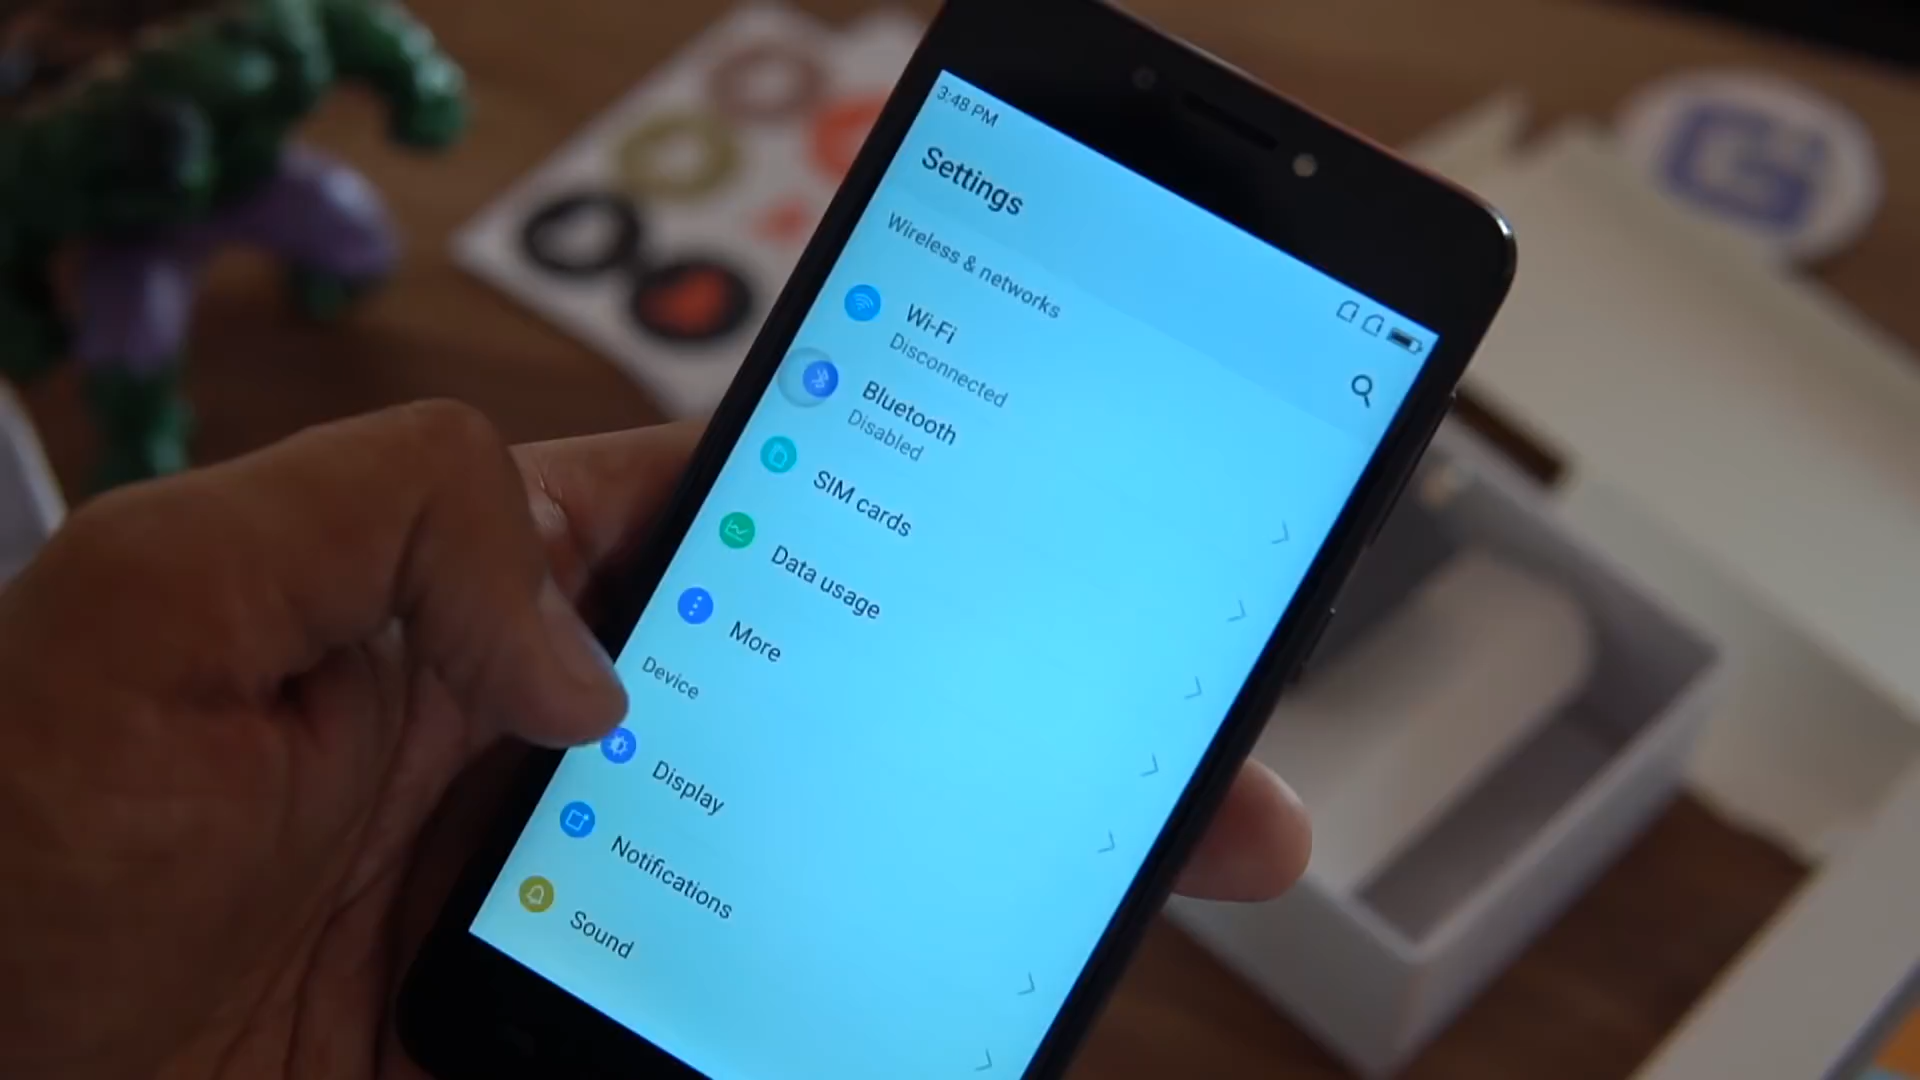 3:48 PM
Settings
Wireless & networks
Wi-Fi
Disconnected
Bluetooth
Disabled
SIM cards
Data usage
More
Device
Display
Notifications
Sound